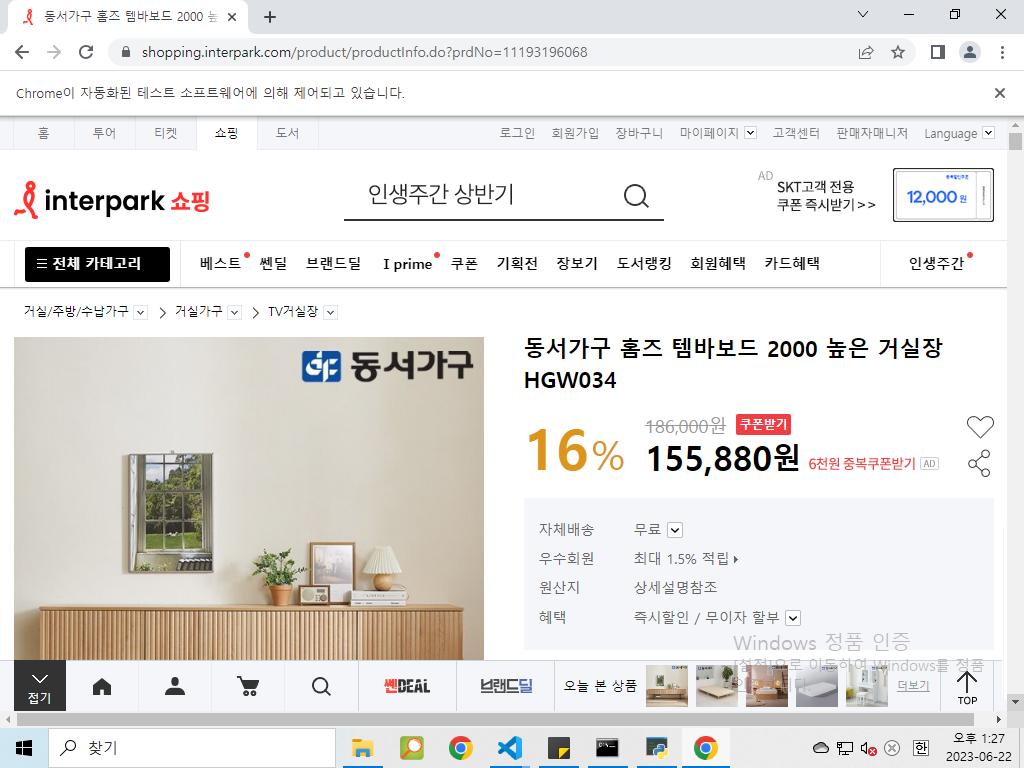 동서가구 홈즈 템바보드 2000 높
shopping.interpark.com/product/productInfo.do?prdNo=11193196068
Chrome이 자동화된 테스트 소프트웨어에 의해 제어되고 있습니다.
홈 투어 티켓 쇼핑 도서 로그인 회원가입 장바구니 마이페이지 고객센터 판매자매니저 Language
interpark 쇼핑
인생주간 상반기
AD SKT고객 전용
쿠폰 즉시받기>>
12,000원
전체 카테고리 베스트 쎈딜 브랜드딜 I prime 쿠폰 기획전 장보기 도서랭킹 회원혜택 카드혜택 인생주간
거실/주방/수납가구 > 거실가구 > TV거실장
동서가구
동서가구 홈즈 템바보드 2000 높은 거실장
HGW034
16%
186,000원 쿠폰받기
155,880원 6천원 중복쿠폰받기 AD
자체배송 무료
우수회원 최대 1.5% 적립
원산지 상세설명참조
혜택 즉시할인 / 무이자 할부
Windows 정품 인증
[설정]으로 이동하여 Windows를 정품
접기
쎈DEAL
브랜드딜
오늘 본 상품
더보기
TOP
찾기
한
오후 1:27
2023-06-22